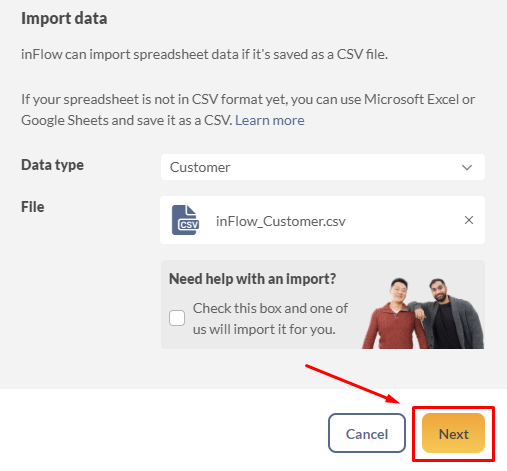 Import data
inFlow can import spreadsheet data if it's saved as a CSV file.
If your spreadsheet is not in CSV format yet, you can use Microsoft Excel or
Google Sheets and save it as a CSV. Learn more
Data type
Customer
File
CSV
inFlow_Customer.csv
Need help with an import?
Check this box and one of
us will import it for you.
Cancel
Next